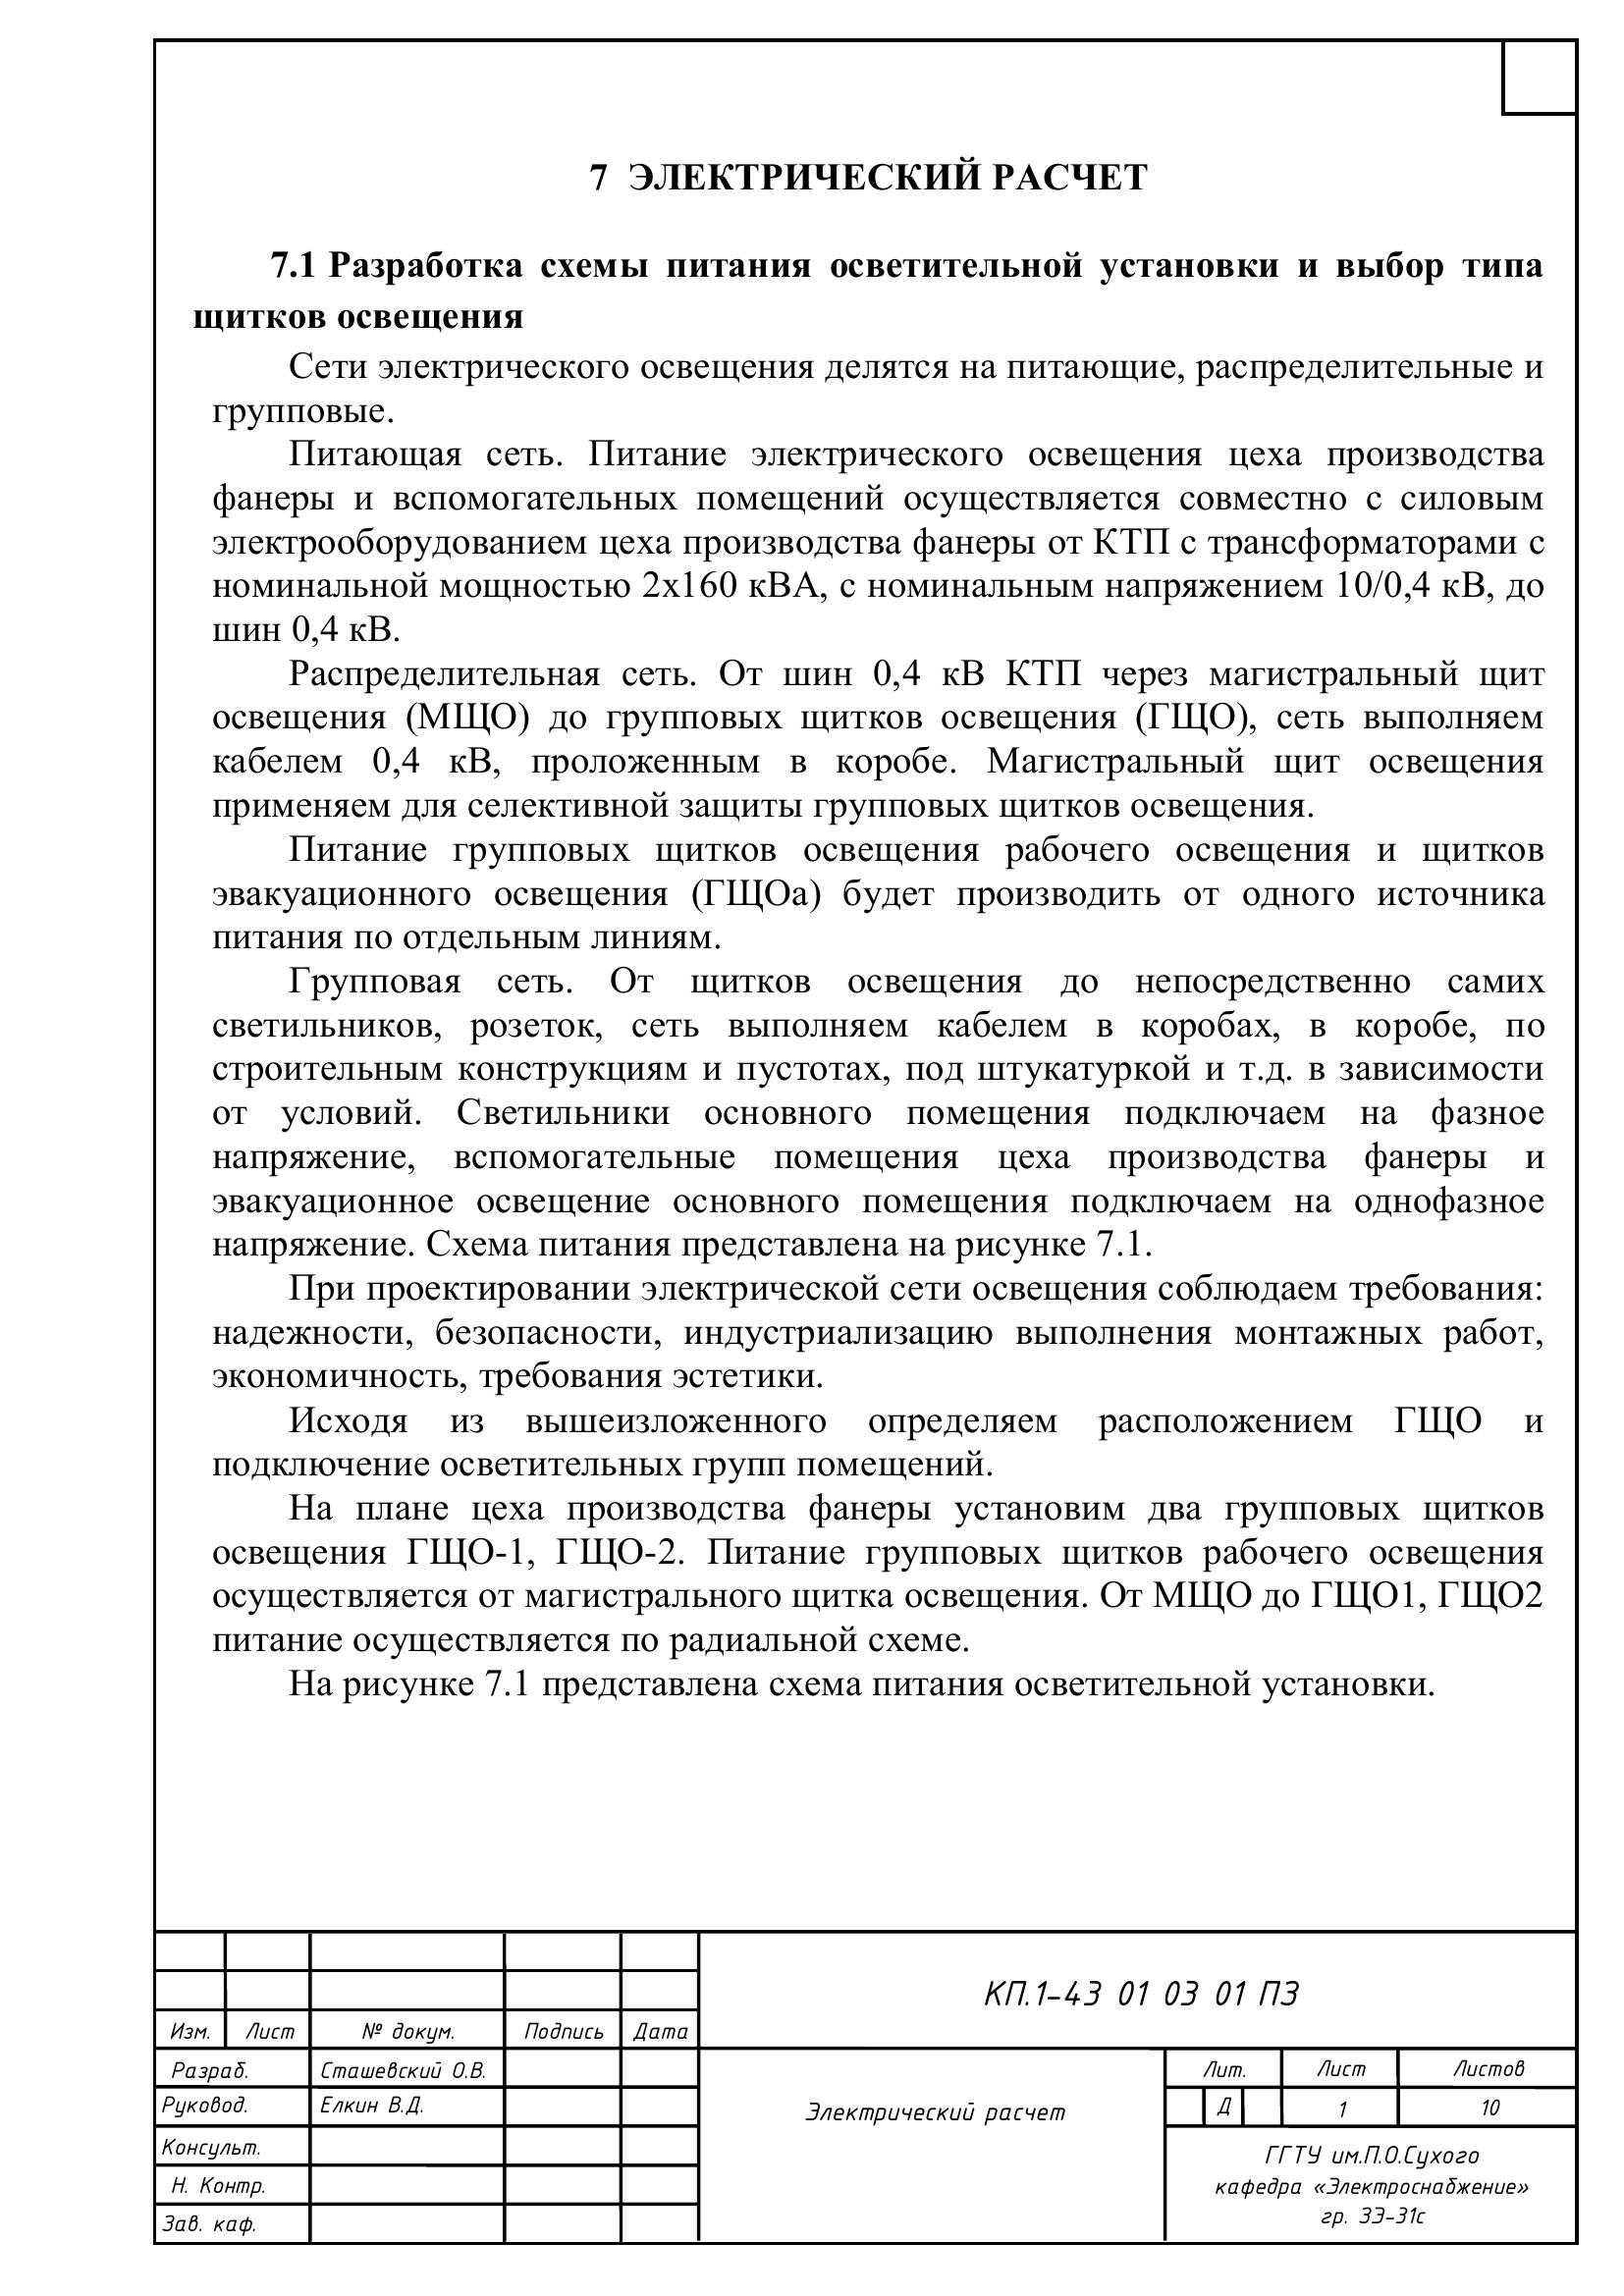 7 ЭЛЕКТРИЧЕСКИЙ РАСЧЕТ
7.1 Разработка схемы питания осветительной установки и выбор типа
щитков освещения
Сети электрического освещения делятся на питающие, распределительные и
групповые.
Питающая сеть. Питание электрического освещения цеха производства
фанеры и вспомогательных помещений осуществляется совместно с силовым
электрооборудованием цеха производства фанеры от КТП с трансформаторами с
номинальной мощностью 2х160 кВА, с номинальным напряжением 10/0,4 кВ, до
шин 0,4 кВ.
Распределительная сеть. От шин 0,4 кВ КТП через магистральный щит
освещения (МЩО) до групповых щитков освещения (ГЩО), сеть выполняем
кабелем 0,4 кВ, проложенным в коробе. Магистральный щит освещения
применяем для селективной защиты групповых щитков освещения.
Питание групповых щитков освещения рабочего освещения и щитков
эвакуационного освещения (ГЩОа) будет производить от одного источника
питания по отдельным линиям.
Групповая сеть. От щитков освещения до непосредственно самих
светильников, розеток, сеть выполняем кабелем в коробах, в коробе, по
строительным конструкциям и пустотах, под штукатуркой и т.д. в зависимости
от условий. Светильники основного помещения подключаем на фазное
напряжение, вспомогательные помещения цеха производства фанеры и
эвакуационное освещение основного помещения подключаем на однофазное
напряжение. Схема питания представлена на рисунке 7.1.
При проектировании электрической сети освещения соблюдаем требования:
надежности, безопасности, индустриализацию выполнения монтажных работ,
экономичность, требования эстетики.
Исходя из вышеизложенного определяем расположением ГЩО и
подключение осветительных групп помещений.
На плане цеха производства фанеры установим два групповых щитков
освещения ГЩО-1, ГЩО-2. Питание групповых щитков рабочего освещения
осуществляется от магистрального щитка освещения. От МЩО до ГЩО1, ГЩО2
питание осуществляется по радиальной схеме.
На рисунке 7.1 представлена схема питания осветительной установки.
КП.1-43 01 03 01 ПЗ
Изм. Лист № докум. Подпись Дата
Разраб. Сташевский О.В.
Руковод. Елкин В.Д.
Консульт.
Н. Контр.
Зав. каф.
Электрический расчет
Лит. Лист Листов
Д 1 10
ГГТУ им.П.О.Сухого
кафедра «Электроснабжение»
гр. ЗЭ-31с